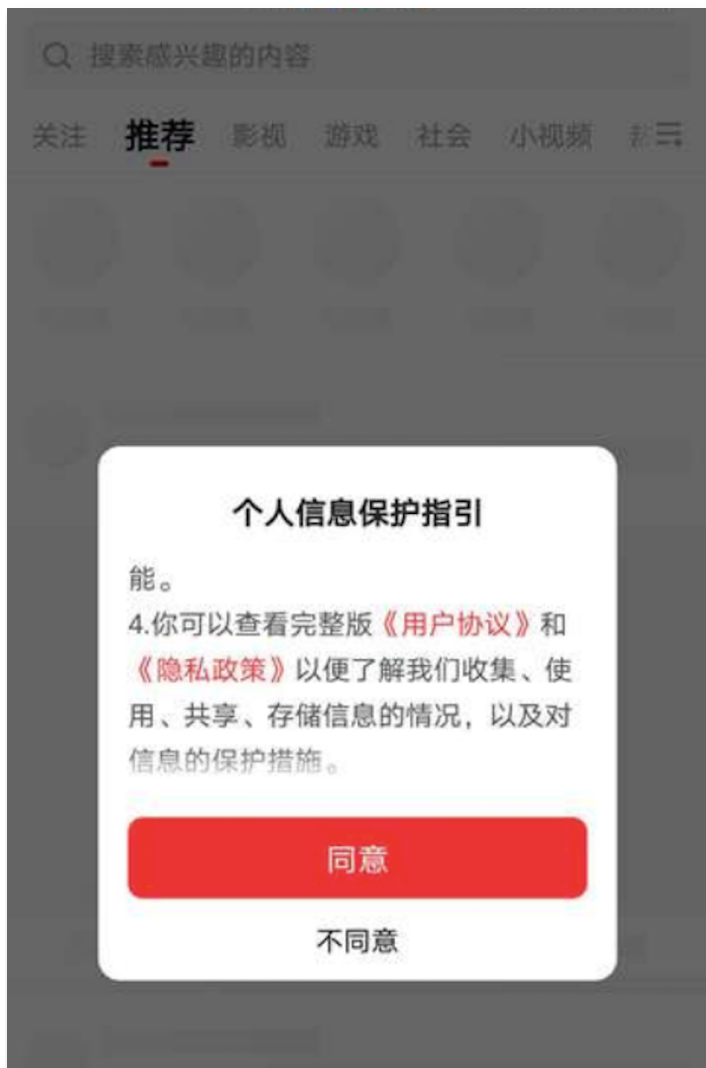 搜索感兴趣的内容
关注 推荐 影视 游戏 社会 小视频
个人信息保护指引
能。
4.你可以查看完整版《用户协议》和
《隐私政策》以便了解我们收集、使
用、共享、存储信息的情况，以及对
信息的保护措施。
同意
不同意